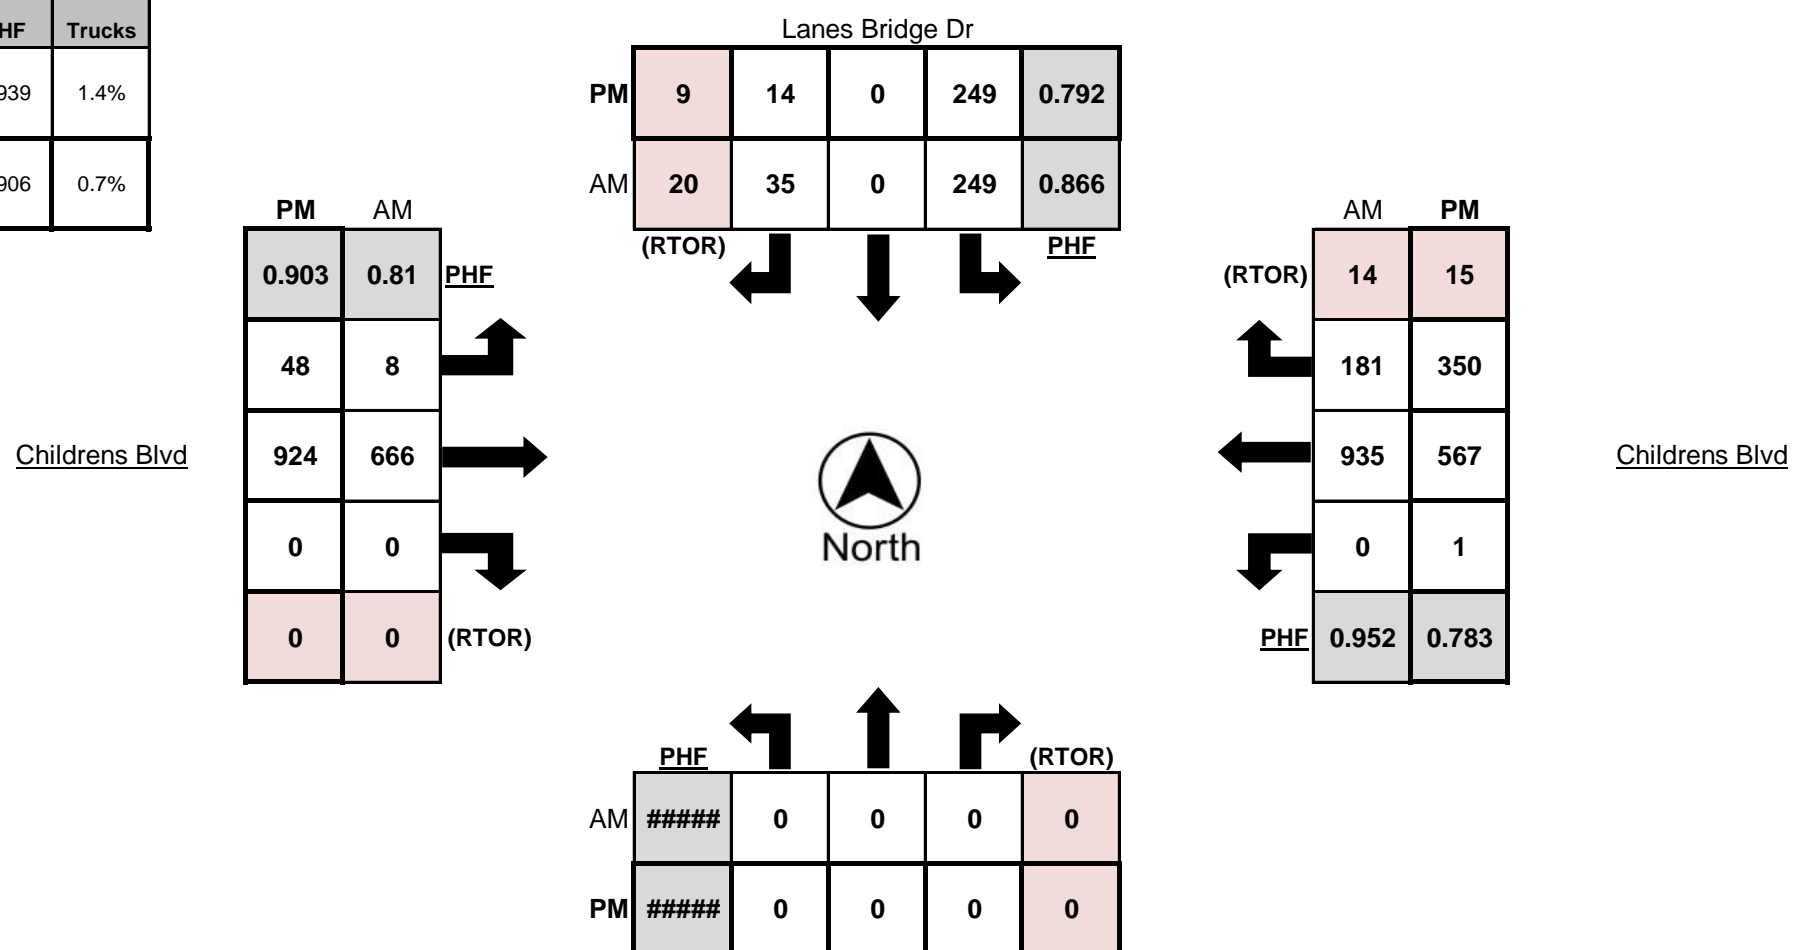 Trucks
1.4%
0.7%
Lanes Bridge Dr
PM 9 14 0 249 0.792
AM 20 35 0 249 0.866
(RTOR) PHF
PM AM
0.903 0.81 PHF
48 8
924 666
0 0
0 0 (RTOR)
Childrens Blvd
North
AM PM
(RTOR) 14 15
181 350
935 567
0 1
PHF 0.952 0.783
Childrens Blvd
PHF (RTOR)
AM ##### 0 0 0 0
PM ##### 0 0 0 0